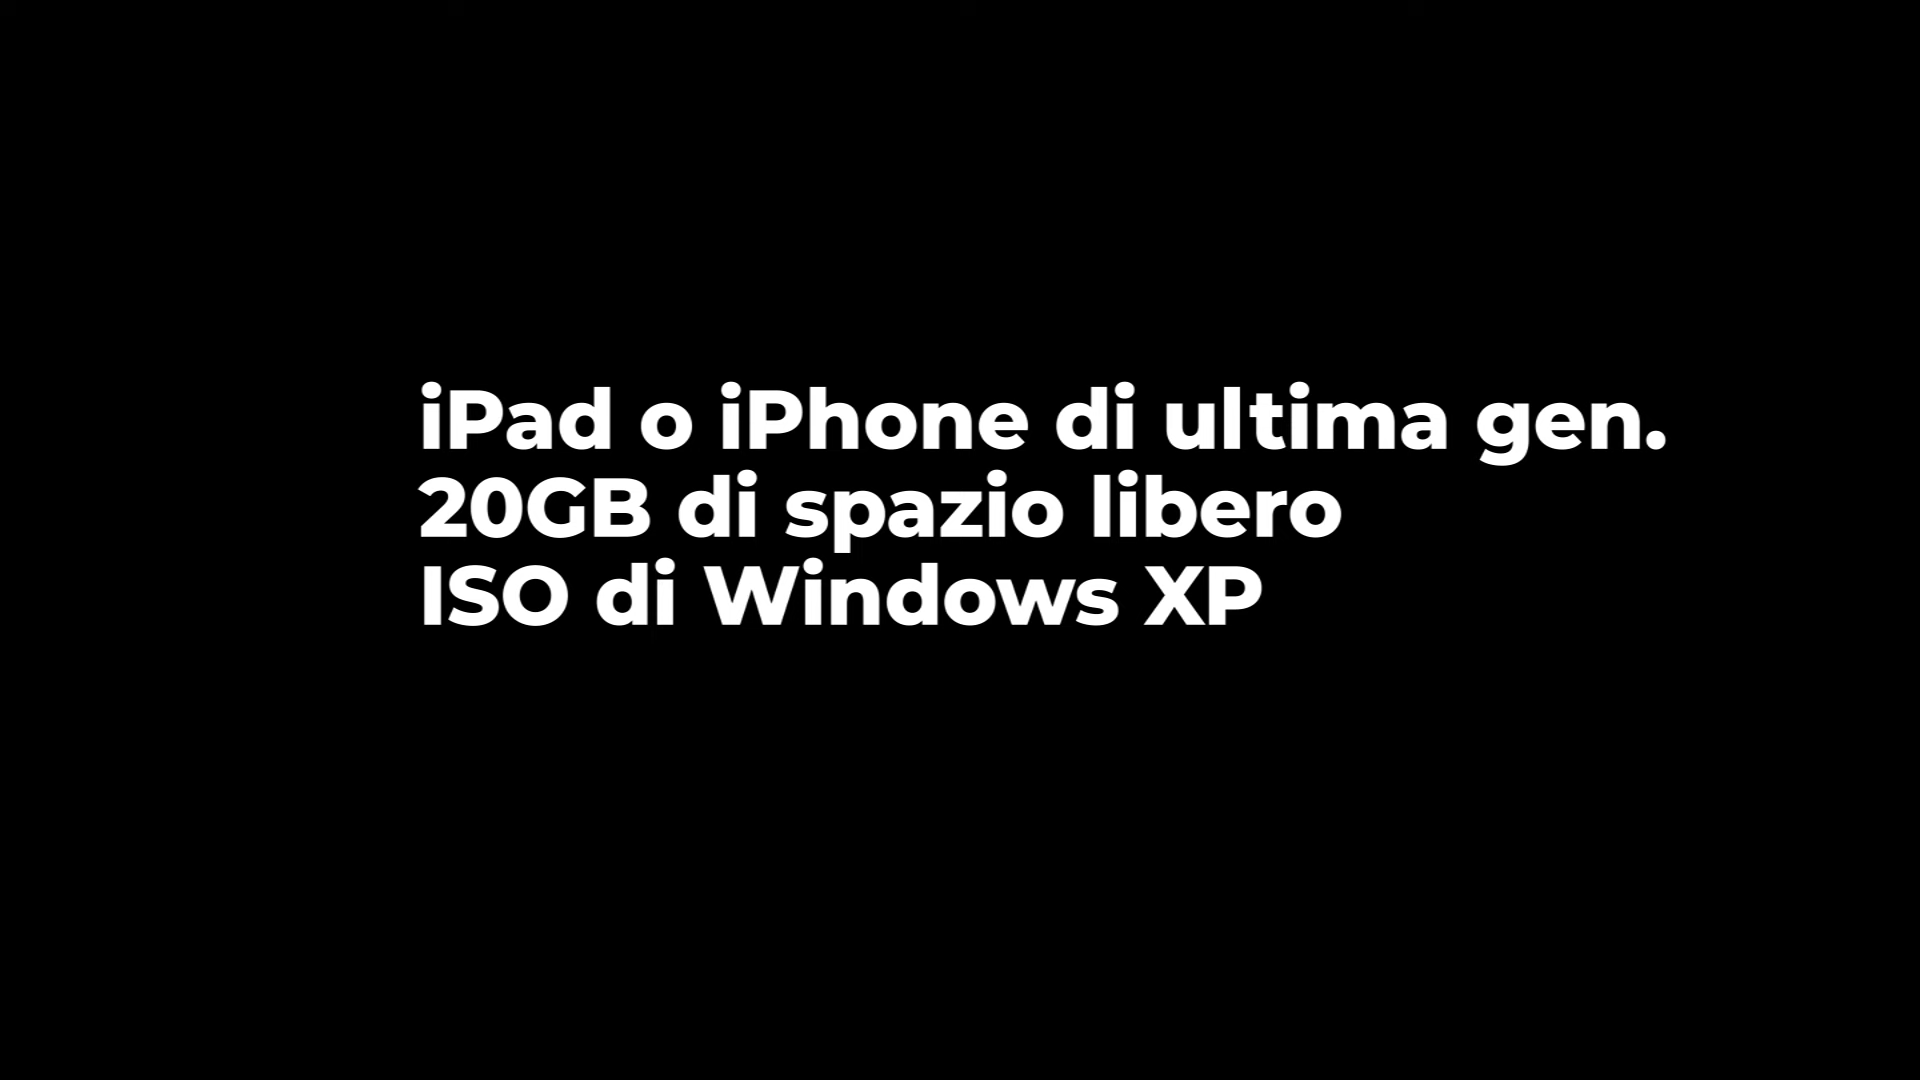 iPad o iPhone di ultima gen.
20GB di spazio libero
ISO di Windows XP